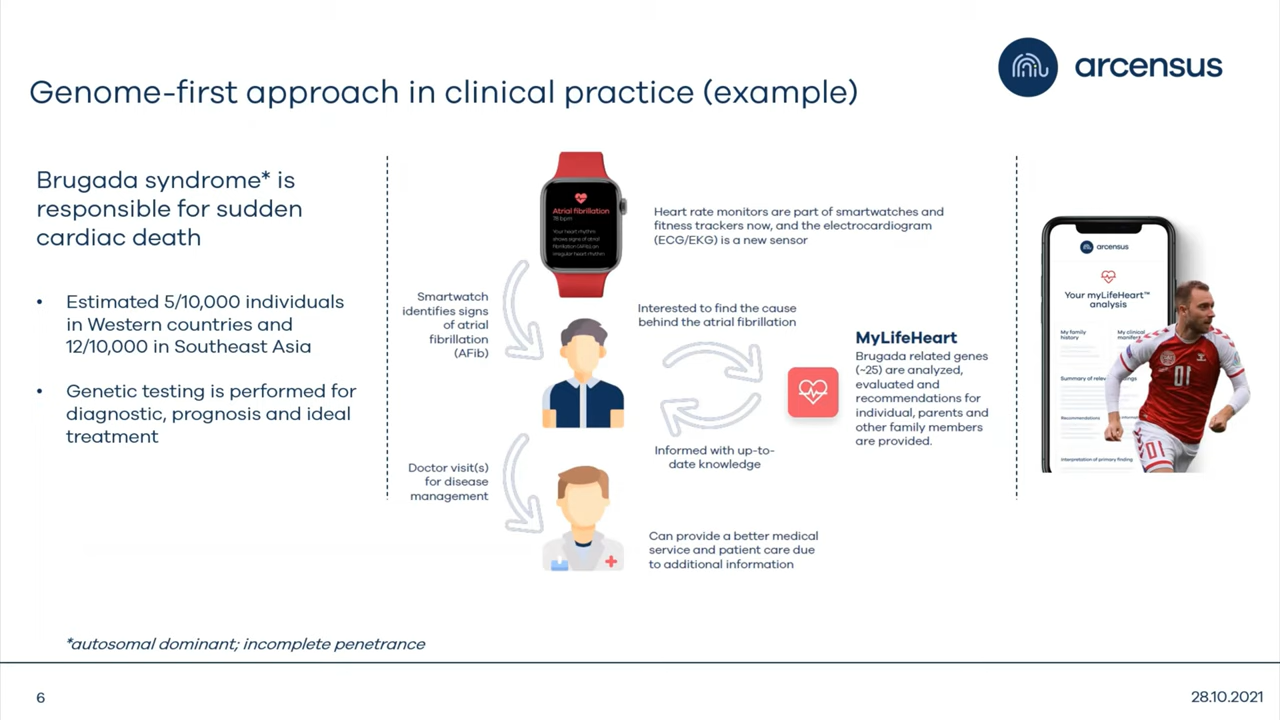 arcensus
Genome-first approach in clinical practice (example)
Brugada syndrome* is
responsible for sudden
cardiac death
• Estimated 5/10,000 individuals
in Western countries and
12/10,000 in Southeast Asia
• Genetic testing is performed for
diagnostic, prognosis and ideal
treatment
Atrial fibrillation
78 bpm
Your heart rhythm
shows signs of atrial
fibrillation (AFib), an
irregular heart rhythm.
Heart rate monitors are part of smartwatches and
fitness trackers now, and the electrocardiogram
(ECG/EKG) is a new sensor
Smartwatch
identifies signs
of atrial
fibrillation
(AFib)
Interested to find the cause
behind the atrial fibrillation
MyLifeHeart
Brugada related genes
(~25) are analyzed,
evaluated and
recommendations for
individual, parents and
other family members
are provided.
Informed with up-to-
date knowledge
Doctor visit(s)
for disease
management
Can provide a better medical
service and patient care due
to additional information
arcensus
Your myLifeHeart™
analysis
My family
history
My clinical
Summary of
Recommendations
Interpretation of primary finding
10
10
*autosomal dominant; incomplete penetrance
6
28.10.2021